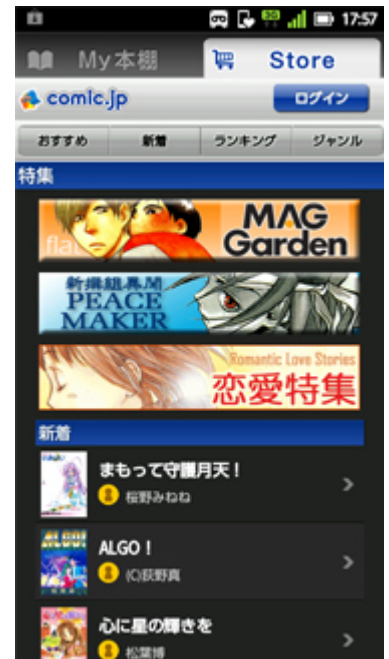 3G
17:57
My本棚
Store
comic.jp
ログイン
おすすめ
新着
ランキング
ジャンル
特集
flat
MAG
Garden
新撰組異聞
PEACE
MAKER
Romantic Love Stories
恋愛特集
新着
まもって守護月天!
桜野みねね
ALGO!
ALGO!
(C)荻野真
心に星の輝きを
松葉博